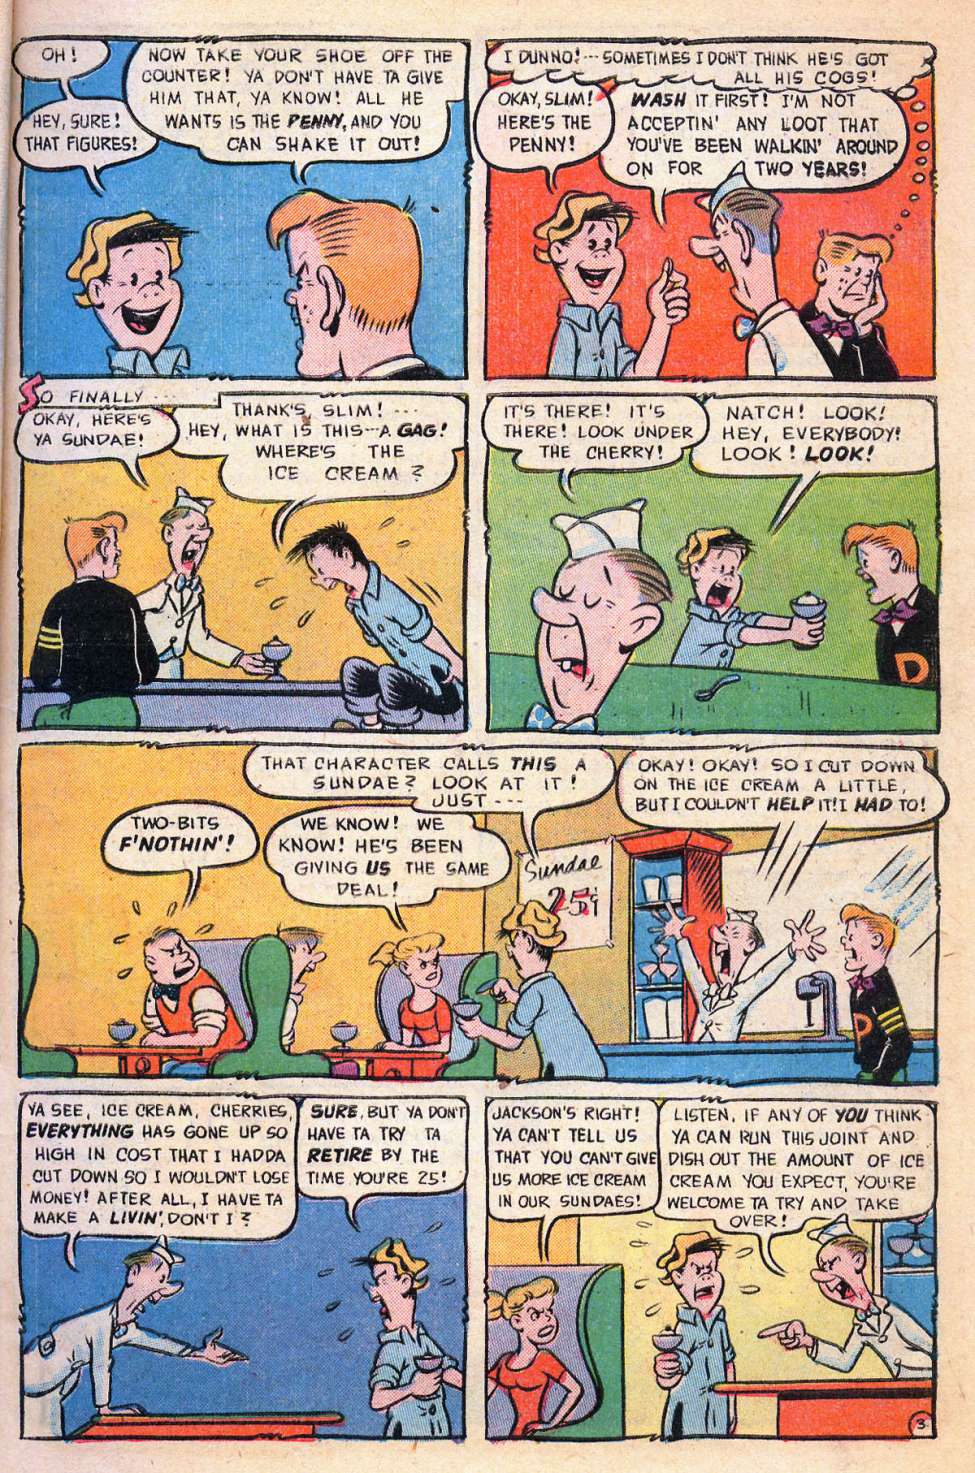 OH!
HEY, SURE!
THAT FIGURES!
NOW TAKE YOUR SHOE OFF THE
COUNTER! YA DON'T HAVE TA GIVE
HIM THAT, YA KNOW! ALL HE
WANTS IS THE PENNY, AND YOU
CAN SHAKE IT OUT!
I DUNNO!--- SOMETIMES I DON'T THINK HE'S GOT
ALL HIS COGS!
OKAY, SLIM!
HERE'S THE
PENNY!
WASH IT FIRST! I'M NOT
ACCEPTIN' ANY LOOT THAT
YOU'VE BEEN WALKIN' AROUND
ON FOR TWO YEARS!
SO FINALLY ....
OKAY, HERE'S
YA SUNDAE!
THANK'S SLIM! ---
HEY, WHAT IS THIS--A GAG!
WHERE'S THE
ICE CREAM?
IT'S THERE! IT'S
THERE! LOOK UNDER
THE CHERRY!
NATCH! LOOK!
HEY, EVERYBODY!
LOOK! LOOK!
TWO-BITS
F'NOTHIN'!
WE KNOW! WE
KNOW! HE'S BEEN
GIVING US THE SAME
DEAL!
THAT CHARACTER CALLS THIS A
SUNDAE? LOOK AT IT!
JUST ---
Sundae
25¢
OKAY! OKAY! SO I CUT DOWN
ON THE ICE CREAM A LITTLE,
BUT I COULDN'T HELP IT! I HAD TO!
D
D
YA SEE, ICE CREAM, CHERRIES,
EVERYTHING HAS GONE UP SO
HIGH IN COST THAT I HADDA
CUT DOWN SO I WOULDN'T LOSE
MONEY! AFTER ALL, I HAVE TA
MAKE A LIVIN', DON'T I?
SURE, BUT YA DON'T
HAVE TA TRY TA
RETIRE BY THE
TIME YOU'RE 25!
JACKSON'S RIGHT!
YA CAN'T TELL US
THAT YOU CAN'T GIVE
US MORE ICE CREAM
IN OUR SUNDAES!
LISTEN, IF ANY OF YOU THINK
YA CAN RUN THIS JOINT AND
DISH OUT THE AMOUNT OF ICE
CREAM YOU EXPECT, YOU'RE
WELCOME TA TRY AND TAKE
OVER!
3